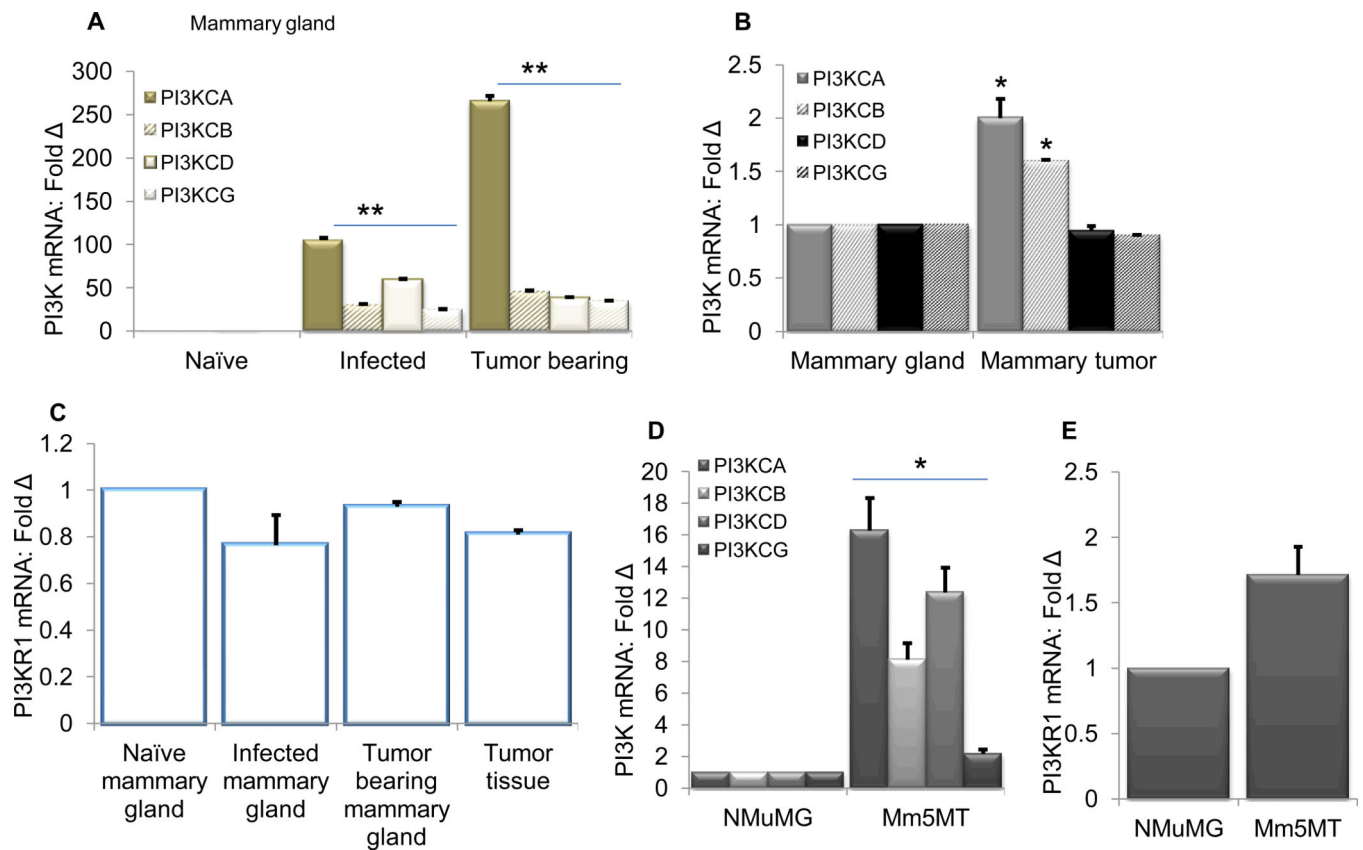 A
Mammary gland
PI3K mRNA: Fold Δ
300
250
200
150
100
50
0
PI3KCA
PI3KCB
PI3KCD
PI3KCG
**
**
Naïve
Infected
Tumor bearing
B
PI3K mRNA: Fold Δ
2.5
2
1.5
1
0.5
0
PI3KCA
PI3KCB
PI3KCD
PI3KCG
*
*
Mammary gland
Mammary tumor
C
PI3KR1 mRNA: Fold Δ
1.2
1
0.8
0.6
0.4
0.2
0
Naïve
mammary
gland
Infected
mammary
gland
Tumor
bearing
mammary
gland
Tumor
tissue
D
PI3K mRNA: Fold Δ
20
18
16
14
12
10
8
6
4
2
0
PI3KCA
PI3KCB
PI3KCD
PI3KCG
*
NMuMG
Mm5MT
E
PI3KR1 mRNA: Fold Δ
2.5
2
1.5
1
0.5
0
NMuMG
Mm5MT